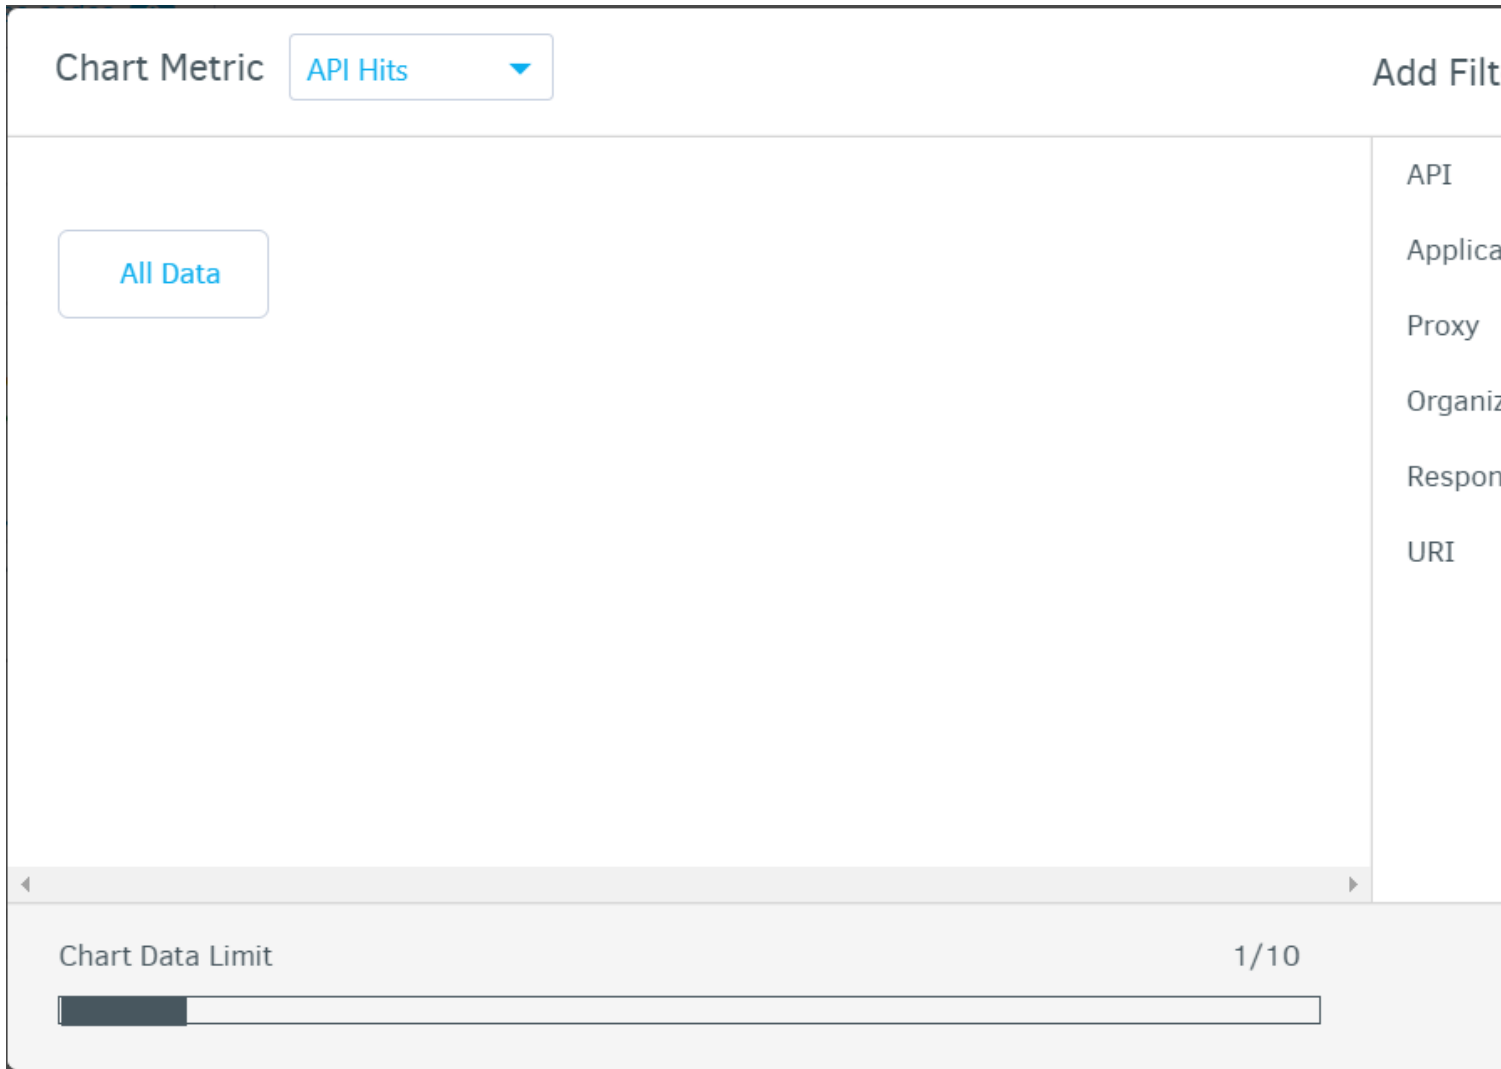 Chart Metric API Hits
Add Filt
All Data
API
Applica
Proxy
Organiz
Respon
URI
Chart Data Limit 1/10